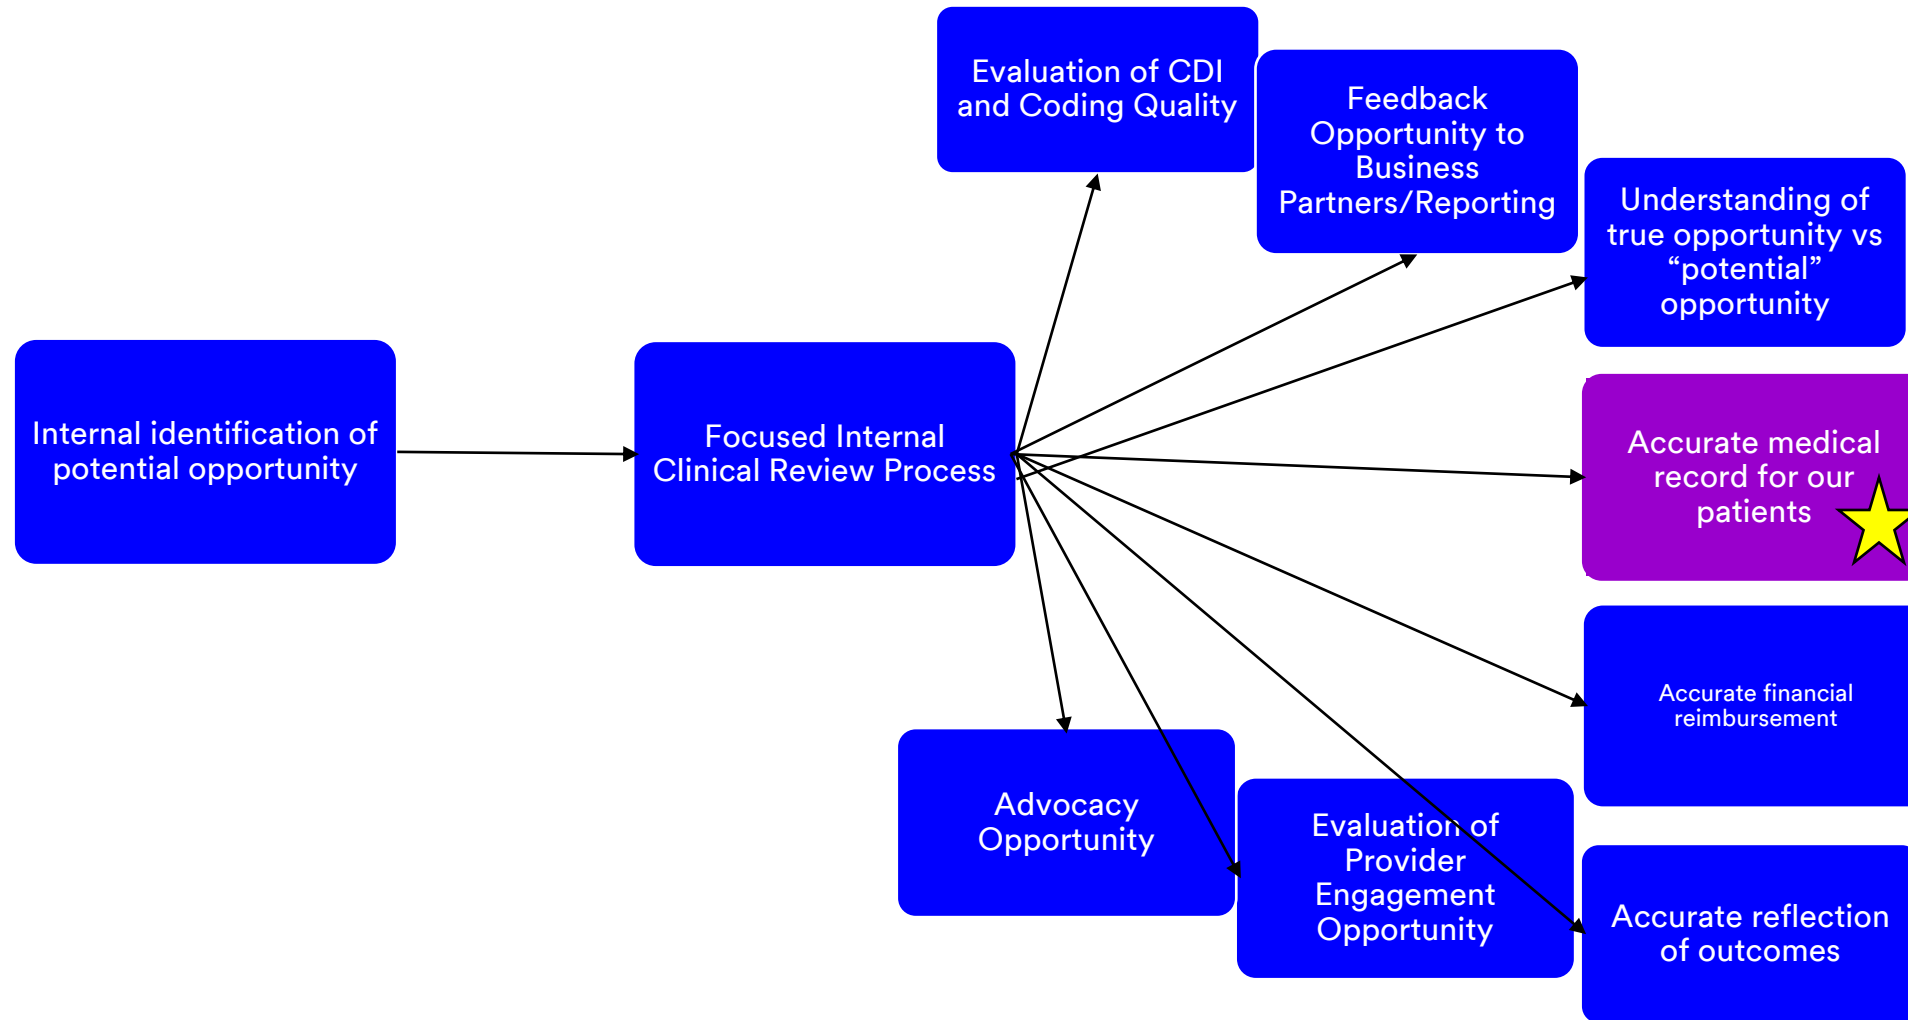 Internal identification of
potential opportunity
Focused Internal
Clinical Review Process
Evaluation of CDI
and Coding Quality
Feedback
Opportunity to
Business
Partners/Reporting
Understanding of
true opportunity vs
“potential”
opportunity
Accurate medical
record for our
patients
Accurate financial
reimbursement
Accurate reflection
of outcomes
Evaluation of
Provider
Engagement
Opportunity
Advocacy
Opportunity